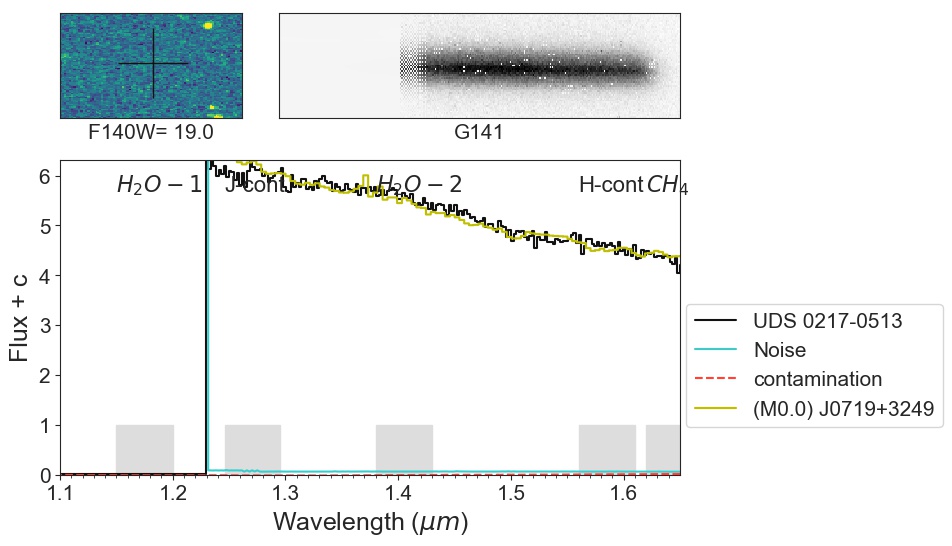 F140W= 19.0
G141
H₂O − 1
J-cont
H₂O − 2
H-cont
CH₄
6
5
4
3
2
1
0
Flux + c
1.1
1.2
1.3
1.4
1.5
1.6
Wavelength (μm)
UDS 0217-0513
Noise
contamination
(M0.0) J0719+3249